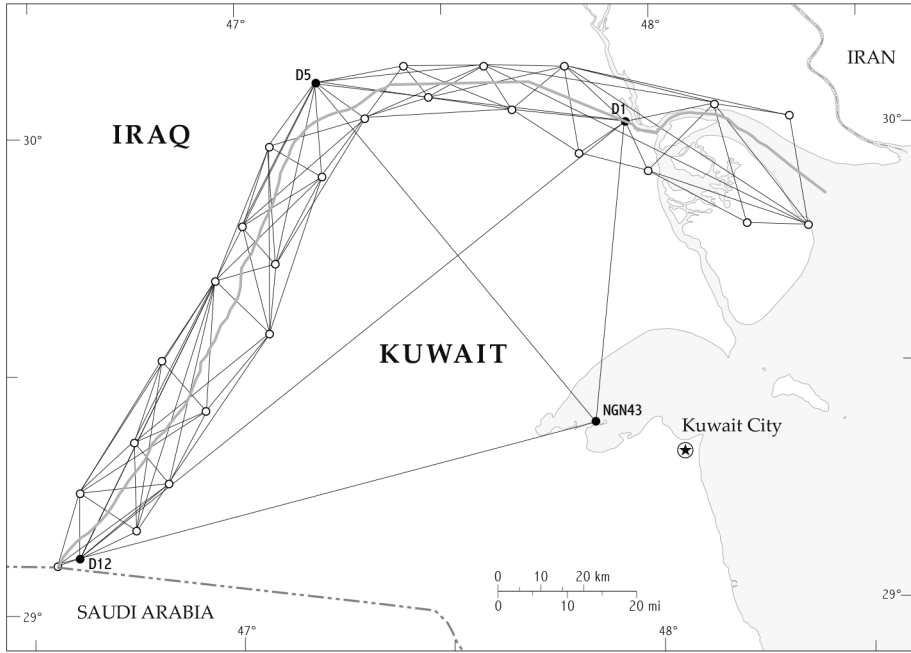 47°
48°
IRAN
D5
D1
30°
30°
IRAQ
KUWAIT
NGN43
Kuwait City
D12
0 10 20 km
0 10 20 mi
29°
29°
SAUDI ARABIA
47°
48°